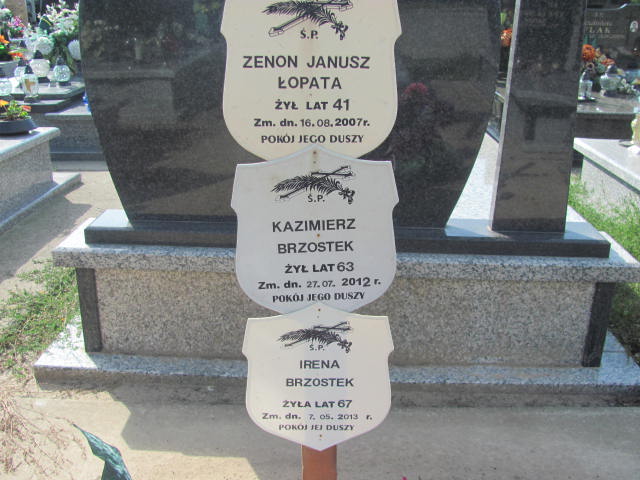 Ś.P.
ZENON JANUSZ
ŁOPATA
ŻYŁ LAT 41
Zm. dn. 16.08.2007r.
POKÓJ JEGO DUSZY
Ś.P.
KAZIMIERZ
BRZOSTEK
ŻYŁ LAT 63
Zm. dn. 27.07. 2012 r.
POKÓJ JEGO DUSZY
Ś.P.
IRENA
BRZOSTEK
ŻYŁA LAT 67
Zm. dn. 7. 05. 2013 r.
POKÓJ JEJ DUSZY